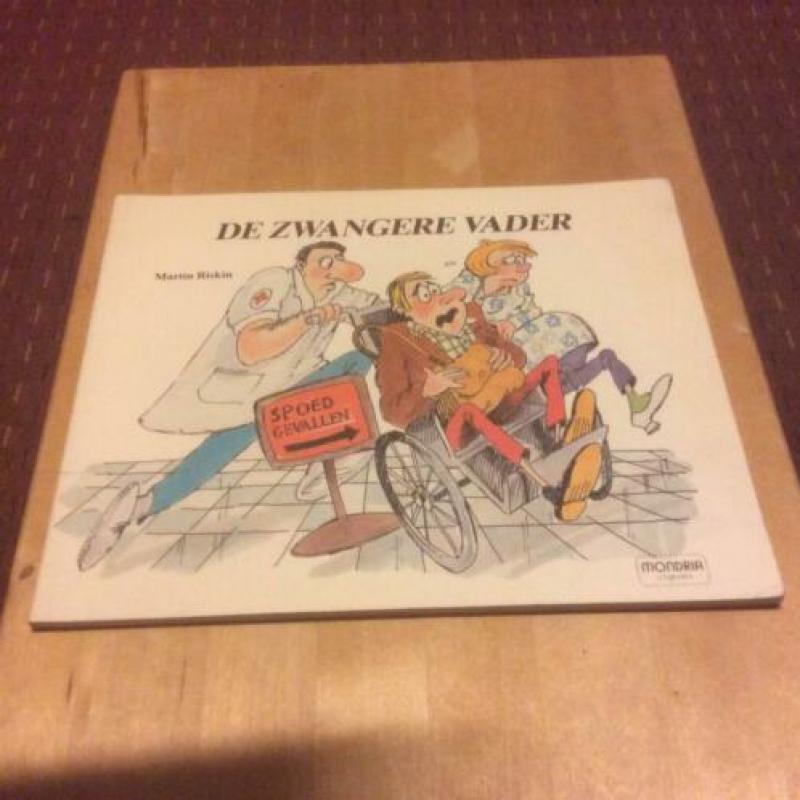 DE ZWANGERE VADER
Martin Riskin
SPOED
GEVALLEN
MONDRIA